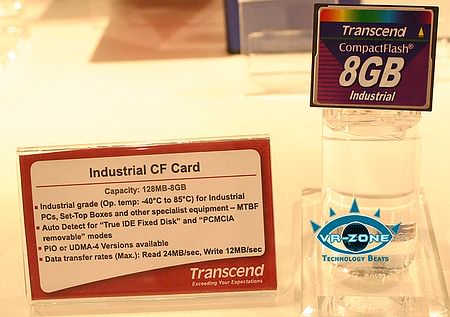 Transcend
CompactFlash®
8GB
Industrial
Industrial CF Card
Capacity: 128MB-8GB
Industrial grade (Op. temp: -40°C to 85°C) for Industrial
PCs, Set-Top Boxes and other specialist equipment – MTBF
Auto Detect for "True IDE Fixed Disk" and "PCMCIA
removable" modes
PIO or UDMA-4 Versions available
Data transfer rates (Max.): Read 24MB/sec, Write 12MB/sec
Transcend
Exceeding Your Expectations
VR-ZONE
TECHNOLOGY BEATS